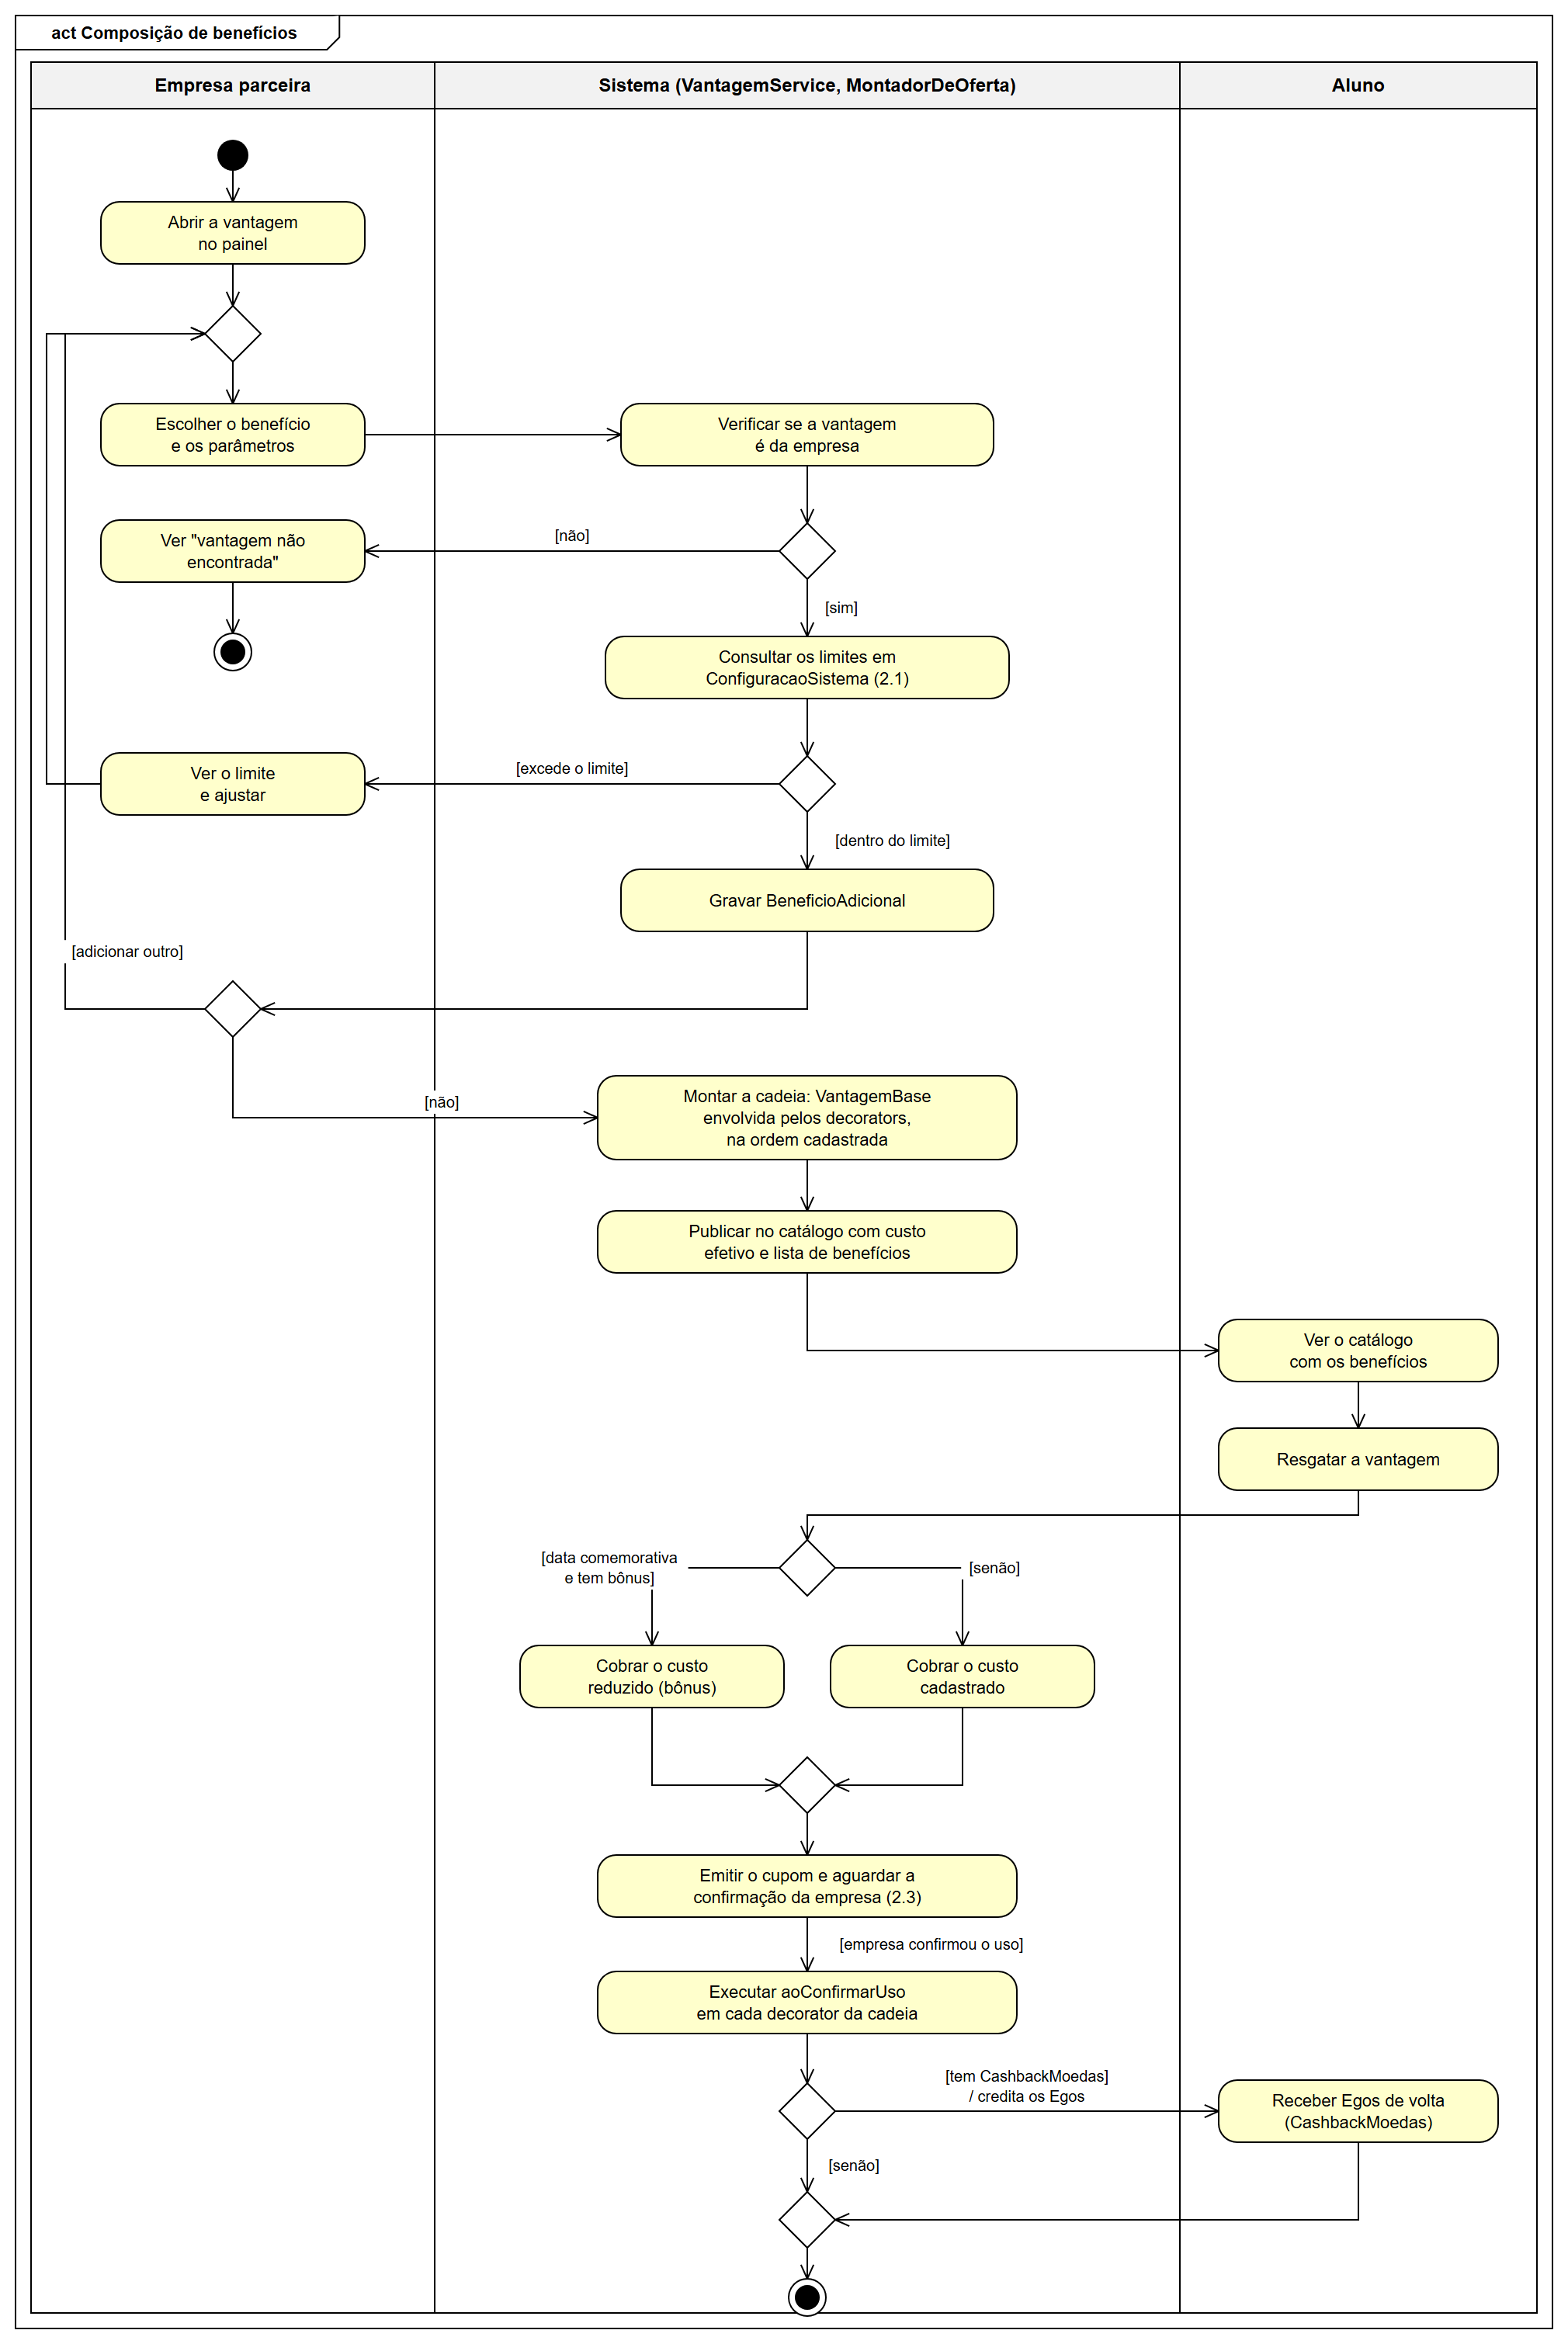 act Composição de benefícios
Empresa parceira
Sistema (VantagemService, MontadorDeOferta)
Aluno
Abrir a vantagem
no painel
Escolher o benefício
e os parâmetros
Verificar se a vantagem
é da empresa
Ver "vantagem não
encontrada"
[não]
[sim]
Consultar os limites em
ConfiguracaoSistema (2.1)
Ver o limite
e ajustar
[excede o limite]
[dentro do limite]
Gravar BeneficioAdicional
[adicionar outro]
[não]
Montar a cadeia: VantagemBase
envolvida pelos decorators,
na ordem cadastrada
Publicar no catálogo com custo
efetivo e lista de benefícios
Ver o catálogo
com os benefícios
Resgatar a vantagem
[data comemorativa
e tem bônus]
[senão]
Cobrar o custo
reduzido (bônus)
Cobrar o custo
cadastrado
Emitir o cupom e aguardar a
confirmação da empresa (2.3)
[empresa confirmou o uso]
Executar aoConfirmarUso
em cada decorator da cadeia
[tem CashbackMoedas]
/ credita os Egos
Receber Egos de volta
(CashbackMoedas)
[senão]